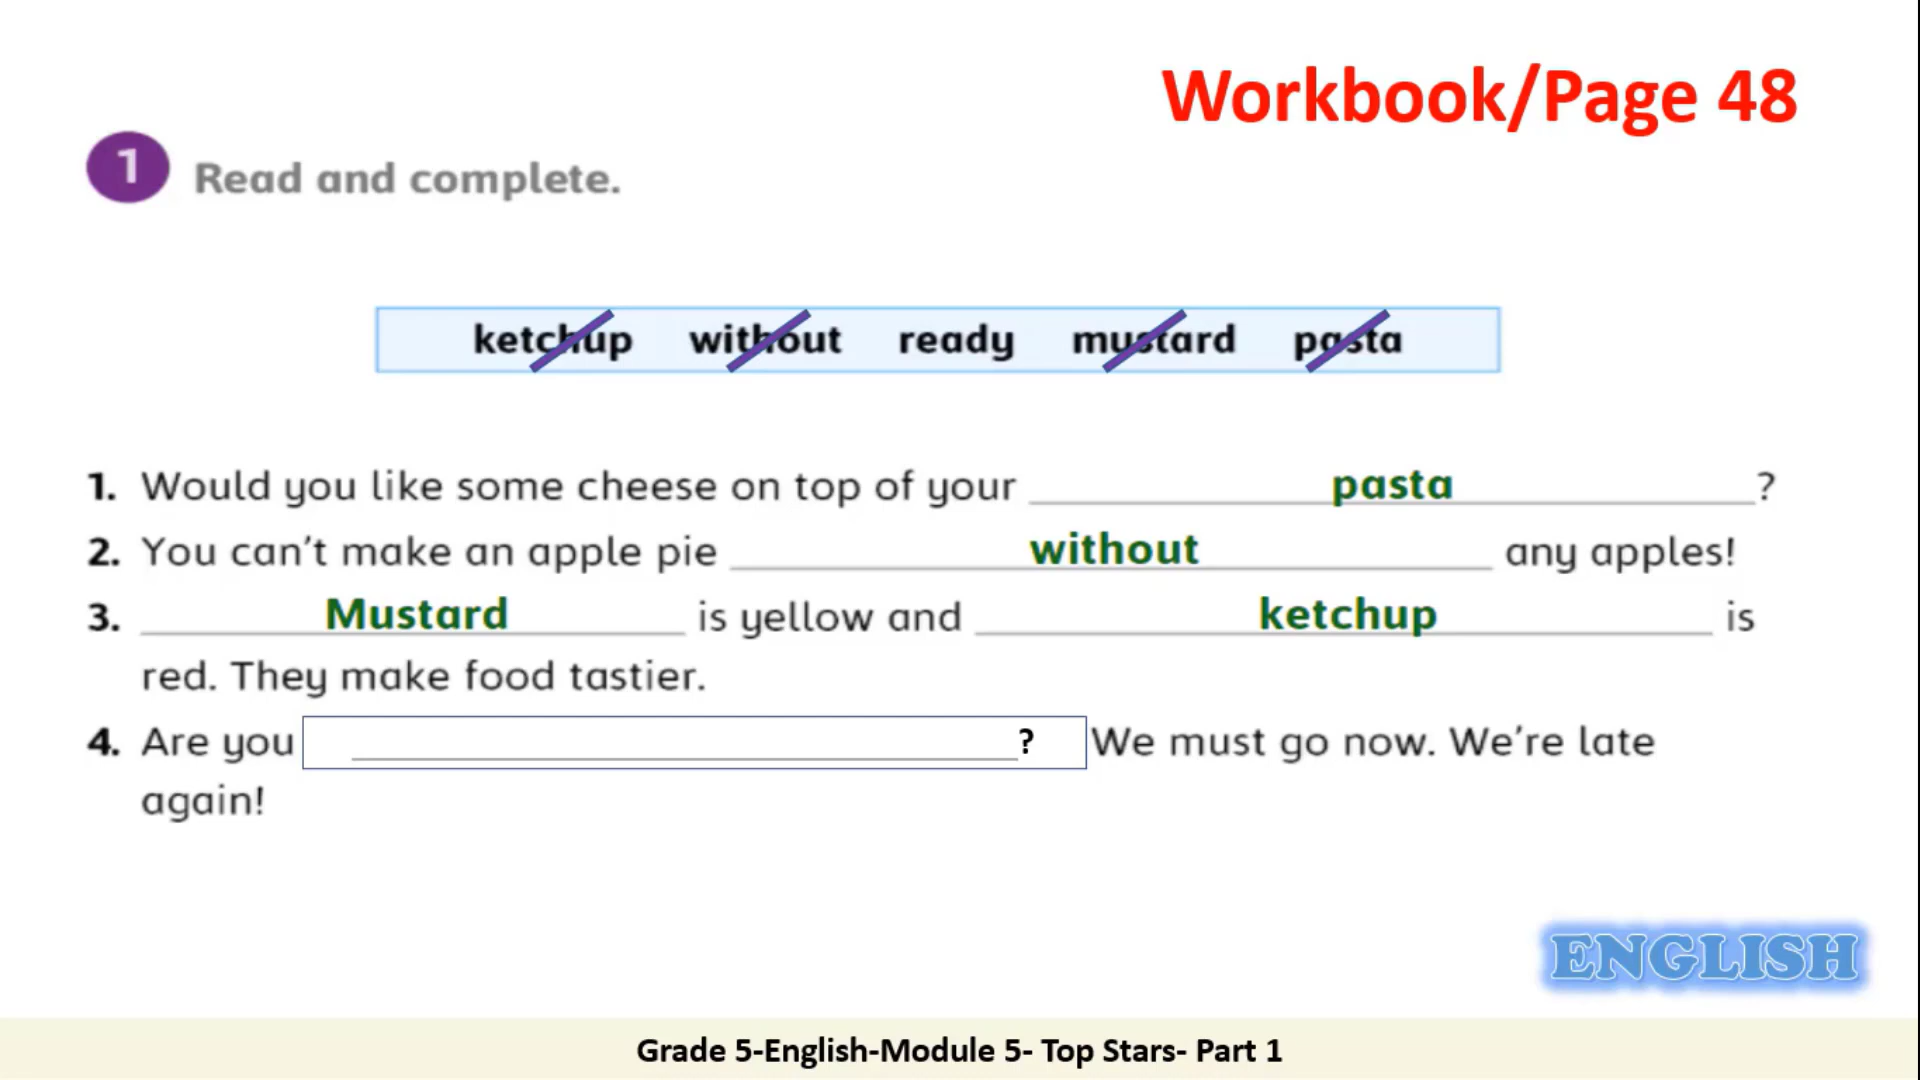 Workbook/Page 48
1 Read and complete.
ketchup without ready mustard pasta
1. Would you like some cheese on top of your pasta ?
2. You can't make an apple pie without any apples!
3. Mustard is yellow and ketchup is
red. They make food tastier.
4. Are you ? We must go now. We're late
again!
ENGLISH
Grade 5-English-Module 5- Top Stars- Part 1